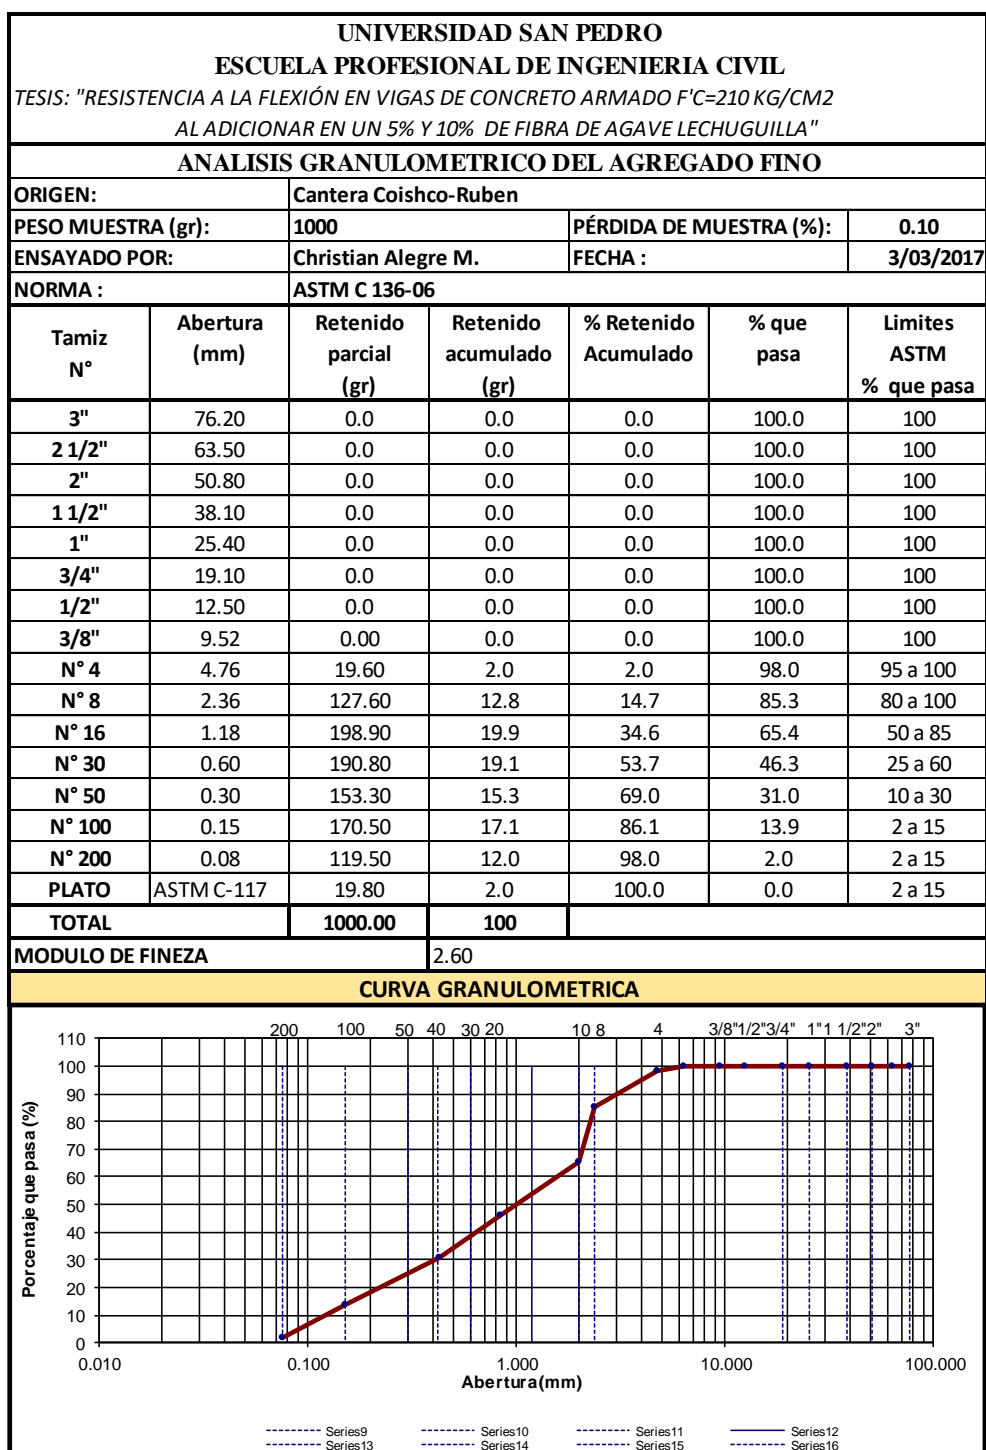 UNIVERSIDAD SAN PEDRO
ESCUELA PROFESIONAL DE INGENIERIA CIVIL
TESIS: "RESISTENCIA A LA FLEXIÓN EN VIGAS DE CONCRETO ARMADO F'C=210 KG/CM2
AL ADICIONAR EN UN 5% Y 10% DE FIBRA DE AGAVE LECHUGUILLA"
ANALISIS GRANULOMETRICO DEL AGREGADO FINO
ORIGEN: Cantera Coishco-Ruben
PESO MUESTRA (gr): 1000 PÉRDIDA DE MUESTRA (%): 0.10
ENSAYADO POR: Christian Alegre M. FECHA : 3/03/2017
NORMA : ASTM C 136-06
Tamiz N° Abertura (mm) Retenido parcial (gr) Retenido acumulado (gr) % Retenido Acumulado % que pasa Limites ASTM % que pasa
3" 76.20 0.0 0.0 0.0 100.0 100
2 1/2" 63.50 0.0 0.0 0.0 100.0 100
2" 50.80 0.0 0.0 0.0 100.0 100
1 1/2" 38.10 0.0 0.0 0.0 100.0 100
1" 25.40 0.0 0.0 0.0 100.0 100
3/4" 19.10 0.0 0.0 0.0 100.0 100
1/2" 12.50 0.0 0.0 0.0 100.0 100
3/8" 9.52 0.00 0.0 0.0 100.0 100
N° 4 4.76 19.60 2.0 2.0 98.0 95 a 100
N° 8 2.36 127.60 12.8 14.7 85.3 80 a 100
N° 16 1.18 198.90 19.9 34.6 65.4 50 a 85
N° 30 0.60 190.80 19.1 53.7 46.3 25 a 60
N° 50 0.30 153.30 15.3 69.0 31.0 10 a 30
N° 100 0.15 170.50 17.1 86.1 13.9 2 a 15
N° 200 0.08 119.50 12.0 98.0 2.0 2 a 15
PLATO ASTM C-117 19.80 2.0 100.0 0.0 2 a 15
TOTAL 1000.00 100
MODULO DE FINEZA 2.60
CURVA GRANULOMETRICA
200 100 50 40 30 20 10 8 4 3/8" 1/2" 3/4" 1" 1 1/2" 2" 3"
110
100
90
80
70
60
50
40
30
20
10
0
Porcentaje que pasa (%)
0.010 0.100 1.000 10.000 100.000
Abertura(mm)
Series9 Series10 Series11 Series12
Series13 Series14 Series15 Series16